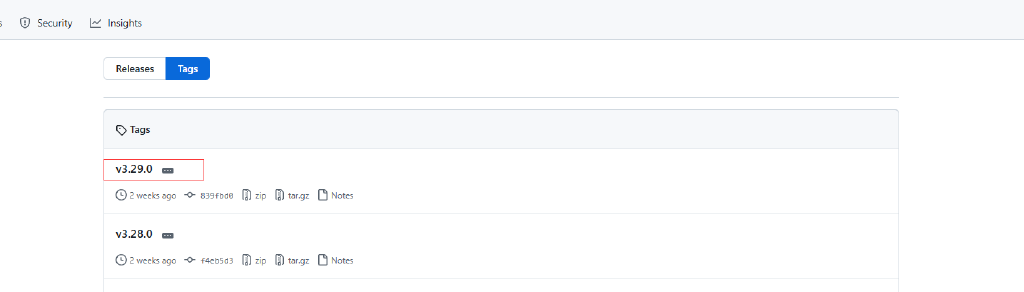 Security Insights
Releases Tags
Tags
v3.29.0
2 weeks ago 839fbd0 zip tar.gz Notes
v3.28.0
2 weeks ago f4eb5d3 zip tar.gz Notes